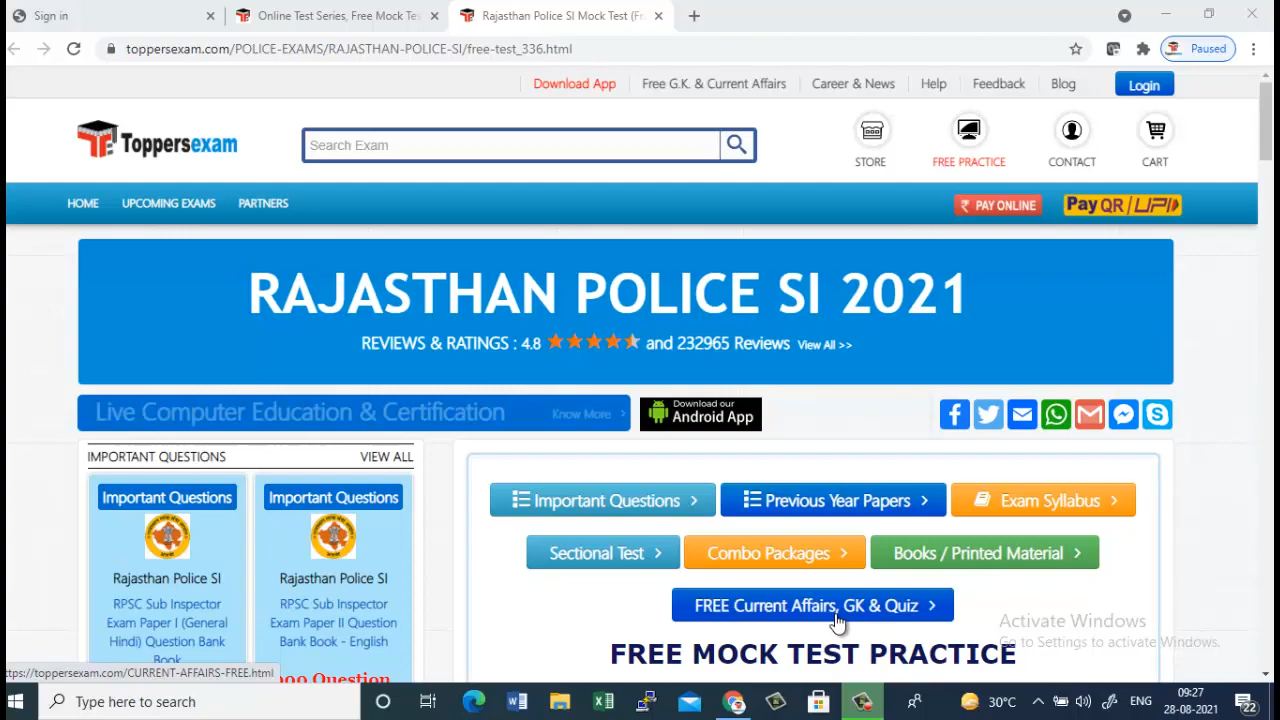 Sign in
Online Test Series, Free Mock Tes
Rajasthan Police SI Mock Test (Fr
toppersexam.com/POLICE-EXAMS/RAJASTHAN-POLICE-SI/free-test_336.html
Paused
Download App
Free G.K. & Current Affairs
Career & News
Help
Feedback
Blog
Login
Toppersexam
Search Exam
STORE
FREE PRACTICE
CONTACT
CART
HOME
UPCOMING EXAMS
PARTNERS
₹ PAY ONLINE
Pay QR/UPI
RAJASTHAN POLICE SI 2021
REVIEWS & RATINGS : 4.8 and 232965 Reviews View All >>
Live Computer Education & Certification Know More >
Download our
Android App
IMPORTANT QUESTIONS
VIEW ALL
Important Questions
Rajasthan Police SI
RPSC Sub Inspector
Exam Paper I (General
Hindi) Question Bank
Book
Important Questions
Rajasthan Police SI
RPSC Sub Inspector
Exam Paper II Question
Bank Book - English
Important Questions >
Previous Year Papers >
Exam Syllabus >
Sectional Test >
Combo Packages >
Books / Printed Material >
FREE Current Affairs, GK & Quiz >
FREE MOCK TEST PRACTICE
Activate Windows
Go to Settings to activate Windows.
ttps://toppersexam.com/CURRENT-AFFAIRS-FREE.html
Type here to search
30°C
ENG
09:27
28-08-2021
22